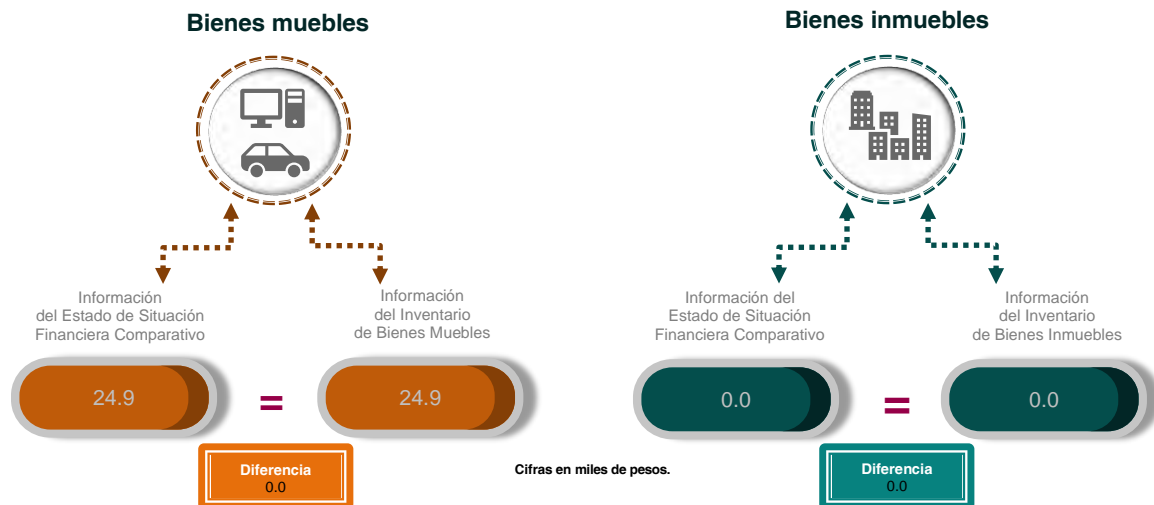 Bienes muebles
Información
del Estado de Situación
Financiera Comparativo
Información
del Inventario
de Bienes Muebles
24.9
=
24.9
Diferencia
0.0
Cifras en miles de pesos.
Bienes inmuebles
Información del
Estado de Situación
Financiera Comparativo
Información
del Inventario
de Bienes Inmuebles
0.0
=
0.0
Diferencia
0.0